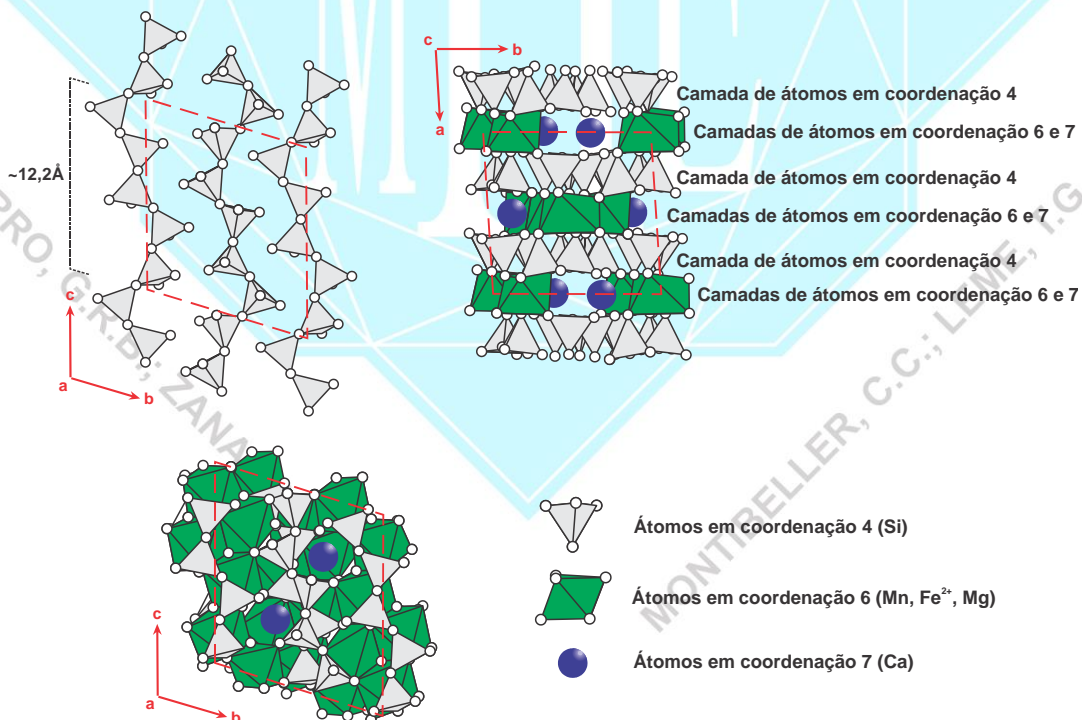 c
b
a
Camada de átomos em coordenação 4
Camadas de átomos em coordenação 6 e 7
Camada de átomos em coordenação 4
Camadas de átomos em coordenação 6 e 7
Camada de átomos em coordenação 4
Camadas de átomos em coordenação 6 e 7
~12,2Å
c
a
b
c
a
b
Átomos em coordenação 4 (Si)
Átomos em coordenação 6 (Mn, Fe²⁺, Mg)
Átomos em coordenação 7 (Ca)
G.R.B.; 
MONTIBELLER, C.C.; LEME, T.G